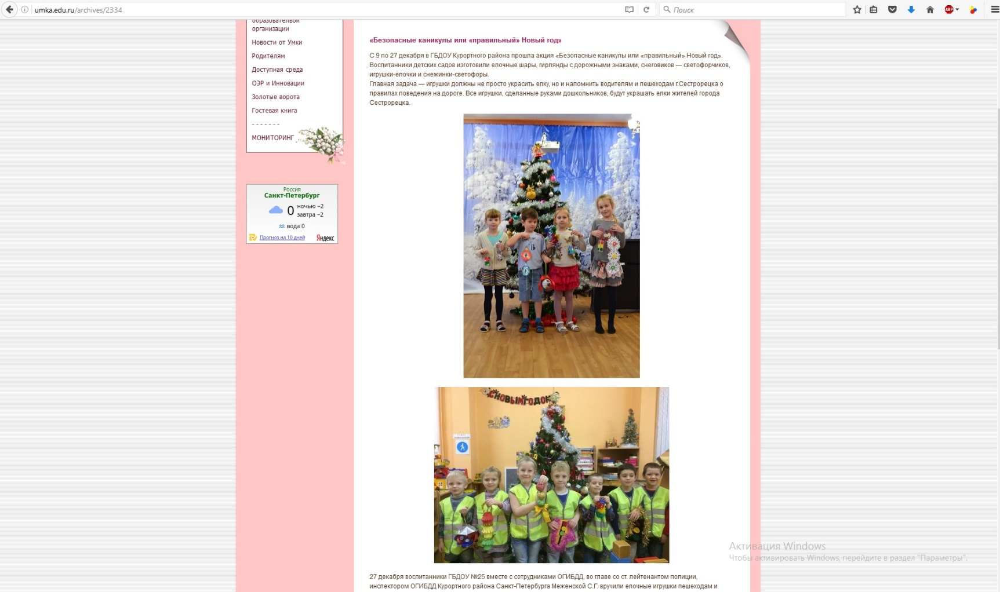 umka.edu.ru/archives/2334
Поиск
ABP
образовательой
организации
Новости от Умки
Родителям
Доступная среда
ОЭР и Инновации
Золотые ворота
Гостевая книга
- - - - - - -
МОНИТОРИНГ
Россия
Санкт-Петербург
0
ночью −2
завтра −2
вода 0
Прогноз на 10 дней
Яндекс
«Безопасные каникулы или «правильный» Новый год»
С 9 по 27 декабря в ГБДОУ Курортного района прошла акция «Безопасные каникулы или «правильный» Новый год».
Воспитанники детских садов изготовили елочные шары, гирлянды с дорожными знаками, снеговиков — светофорчиков,
игрушки-елочки и снежинки-светофоры.
Главная задача — игрушки должны не просто украсить елку, но и напомнить водителям и пешеходам г.Сестрорецка о
правилах поведения на дороге. Все игрушки, сделанные руками дошкольников, будут украшать елки жителей города
Сестрорецка.
С НОВЫМ ГОДОМ
27 декабря воспитанники ГБДОУ №25 вместе с сотрудниками ОГИБДД, во главе со ст. лейтенантом полиции,
инспектором ОГИБДД Курортного района Санкт-Петербурга Меженской С.Г. вручили елочные игрушки пешеходам и
Активация Windows
Чтобы активировать Windows, перейдите в раздел "Параметры".